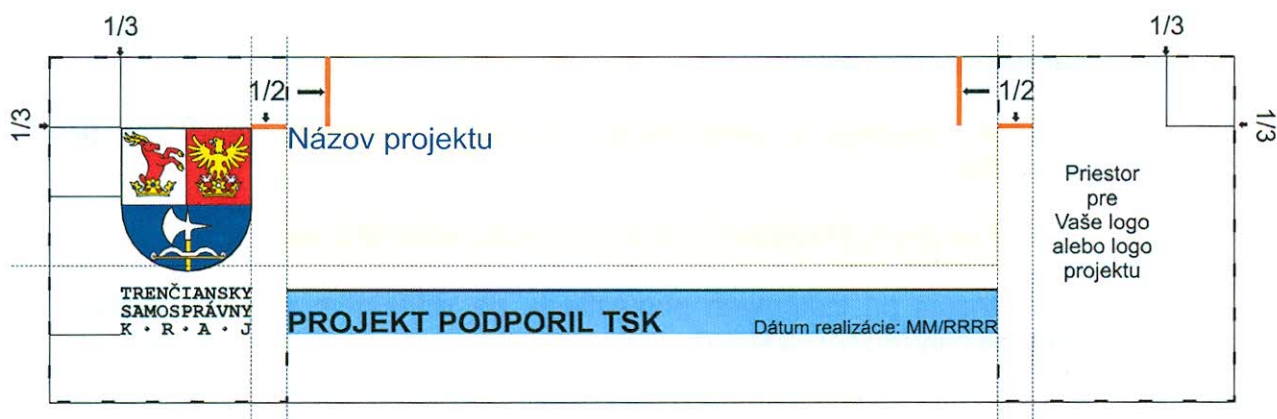 1/3
1/3
1/2
1/2
1/3
1/3
Názov projektu
Priestor
pre
Vaše logo
alebo logo
projektu
TRENČIANSKY
SAMOSPRÁVNY
K · R · A · J
PROJEKT PODPORIL TSK
Dátum realizácie: MM/RRRR